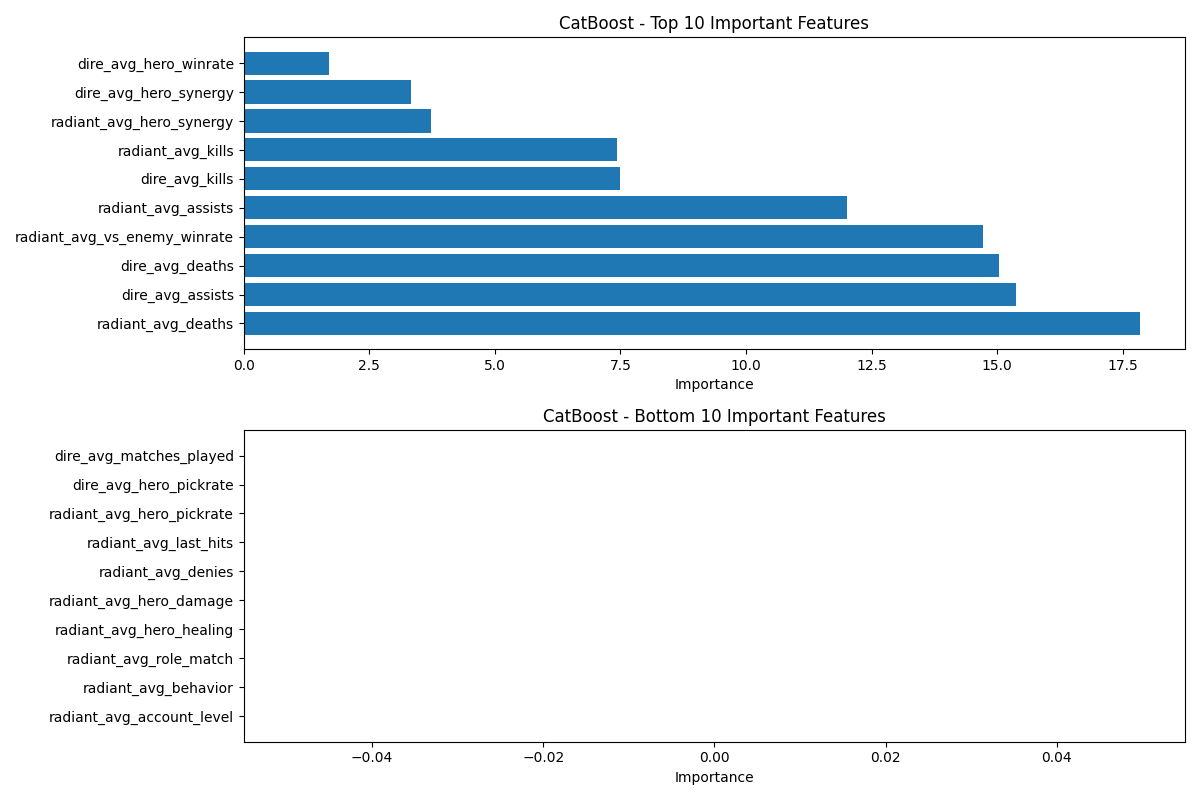 CatBoost - Top 10 Important Features
dire_avg_hero_winrate
dire_avg_hero_synergy
radiant_avg_hero_synergy
radiant_avg_kills
dire_avg_kills
radiant_avg_assists
radiant_avg_vs_enemy_winrate
dire_avg_deaths
dire_avg_assists
radiant_avg_deaths
0.0 2.5 5.0 7.5 10.0 12.5 15.0 17.5
Importance
CatBoost - Bottom 10 Important Features
dire_avg_matches_played
dire_avg_hero_pickrate
radiant_avg_hero_pickrate
radiant_avg_last_hits
radiant_avg_denies
radiant_avg_hero_damage
radiant_avg_hero_healing
radiant_avg_role_match
radiant_avg_behavior
radiant_avg_account_level
−0.04 −0.02 0.00 0.02 0.04
Importance